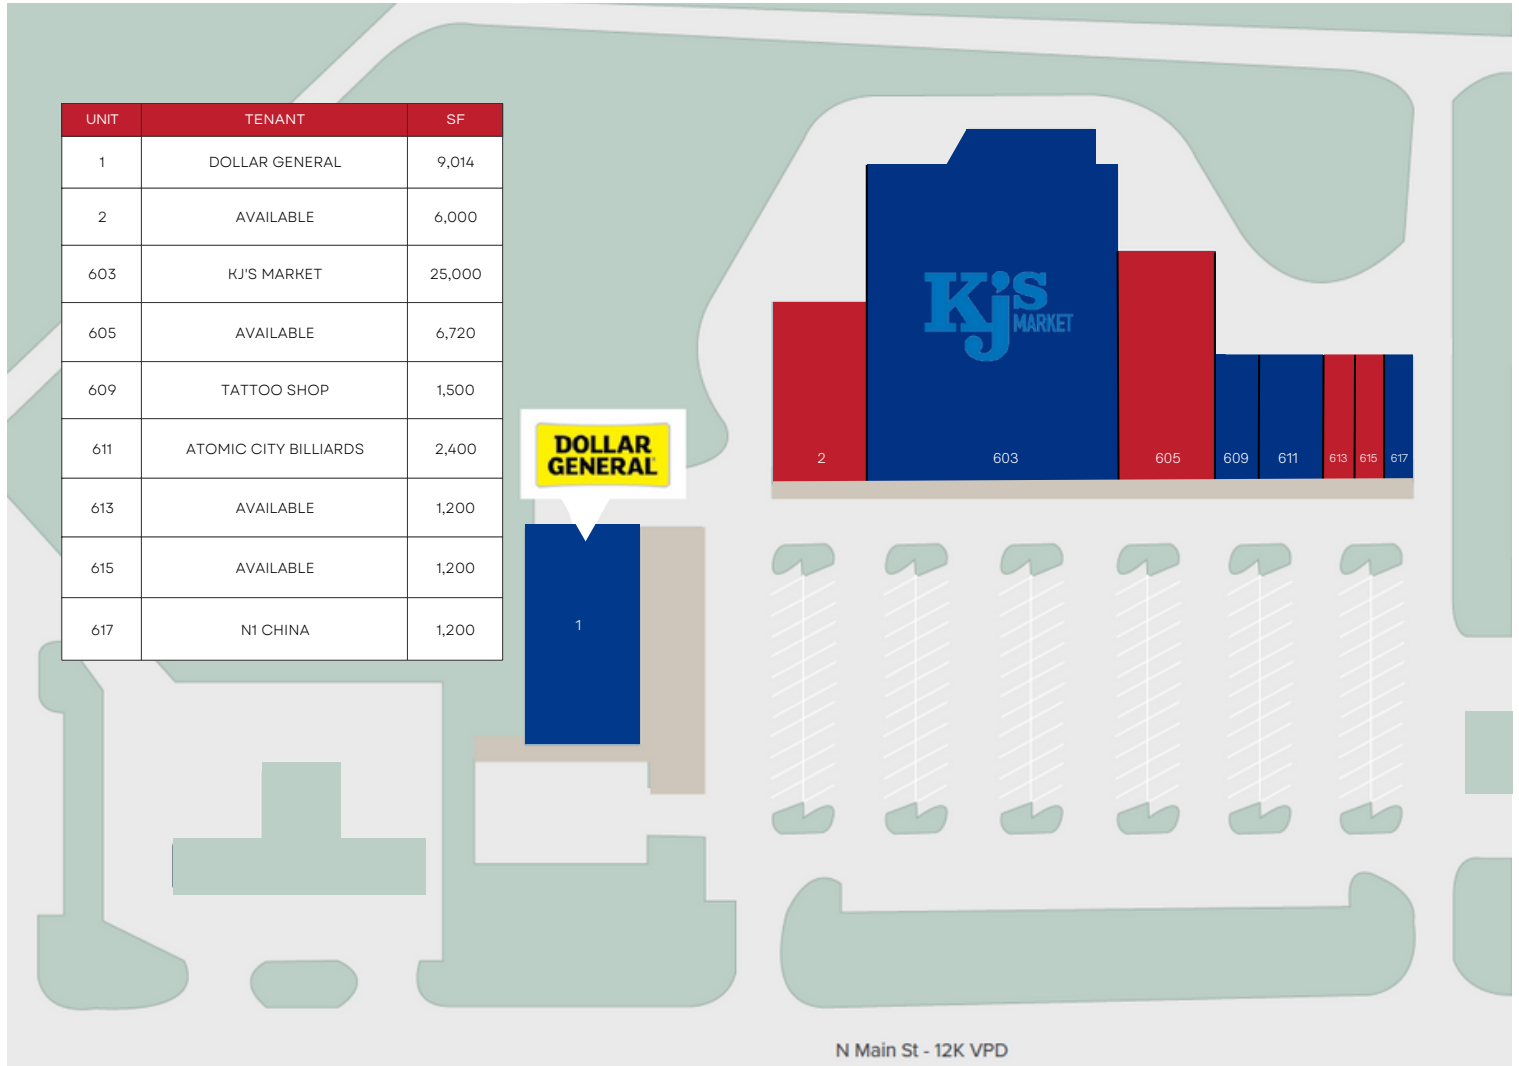 UNIT TENANT SF
1 DOLLAR GENERAL 9,014
2 AVAILABLE 6,000
603 KJ'S MARKET 25,000
605 AVAILABLE 6,720
609 TATTOO SHOP 1,500
611 ATOMIC CITY BILLIARDS 2,400
613 AVAILABLE 1,200
615 AVAILABLE 1,200
617 N1 CHINA 1,200
DOLLAR
GENERAL
1
Kj's
MARKET
2 603 605 609 611 613 615 617
N Main St - 12K VPD